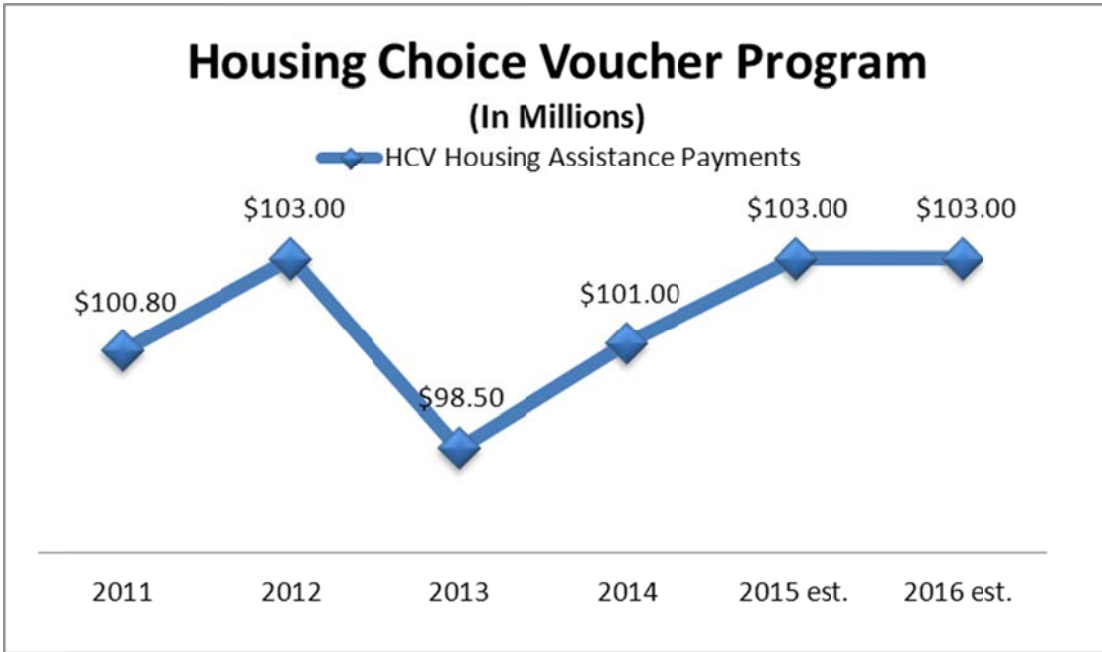 Housing Choice Voucher Program
(In Millions)
HCV Housing Assistance Payments
$103.00 $103.00 $103.00
$100.80 $101.00
$98.50
2011 2012 2013 2014 2015 est. 2016 est.